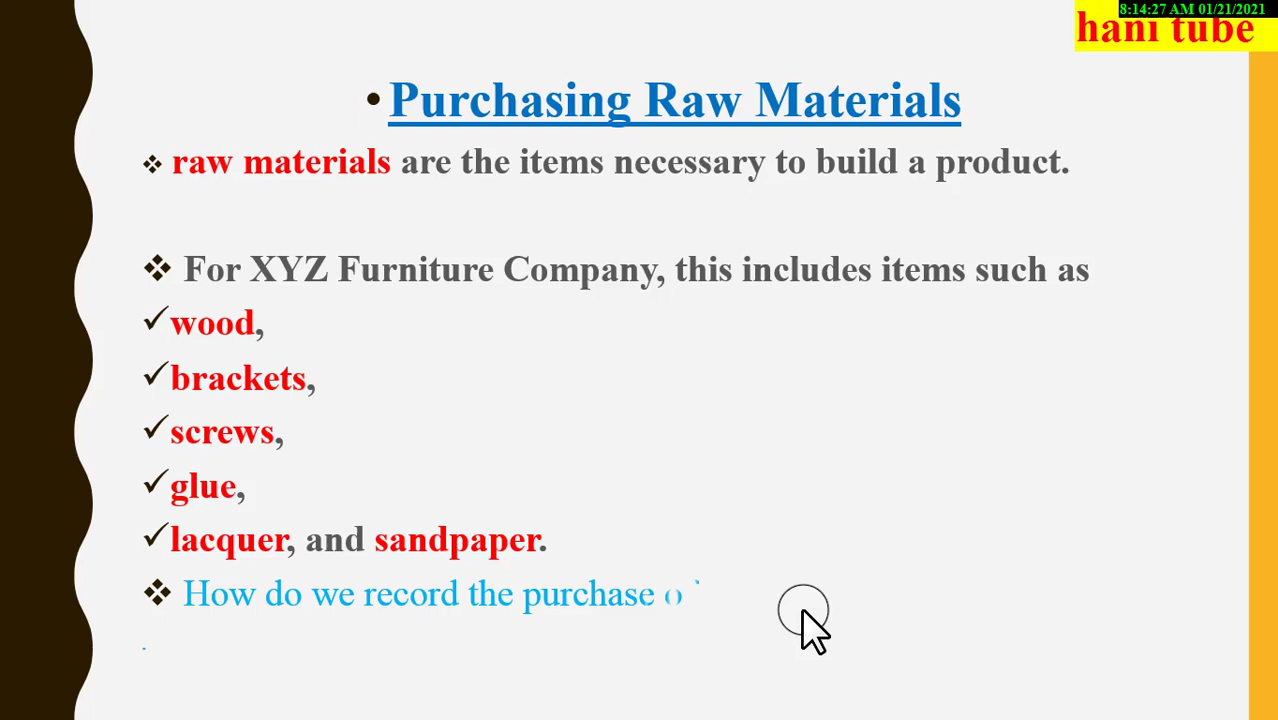 8:14:27 AM 01/21/2021
hani tube
•Purchasing Raw Materials
❖ raw materials are the items necessary to build a product.
❖ For XYZ Furniture Company, this includes items such as
✓wood,
✓brackets,
✓screws,
✓glue,
✓lacquer, and sandpaper.
❖ How do we record the purchase